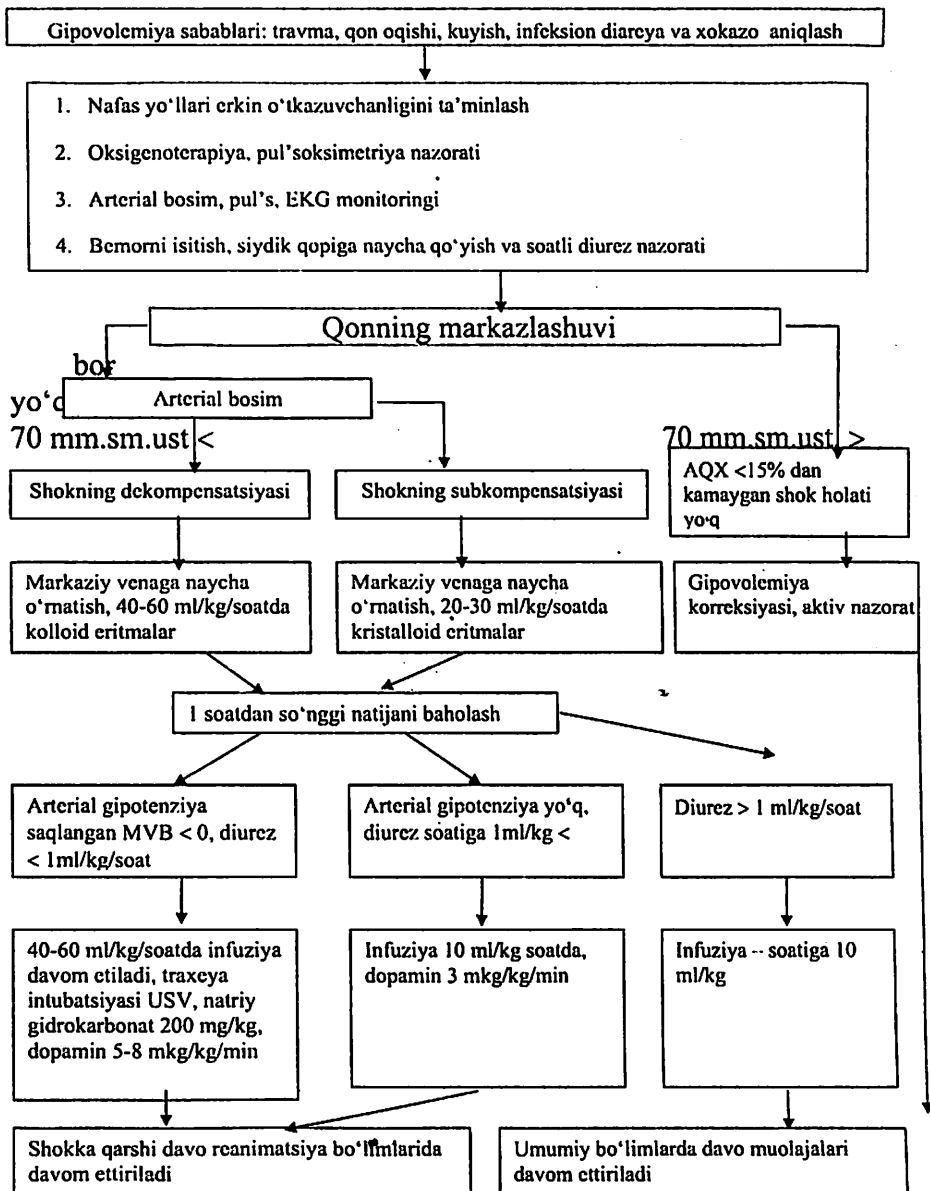 Gipovolemiya sabablari: travma, qon oqishi, kuyish, infeksion diareya va xokazo aniqlash
1. Nafas yo‘llari erkin o‘tkazuvchanligini ta’minlash
2. Oksigenoterapiya, pul’soksimetriya nazorati
3. Arterial bosim, pul’s, EKG monitoringi
4. Bemorni isitish, siydik qopiga naycha qo‘yish va soatli diurez nazorati
Qonning markazlashuvi
bor
yo‘q
Arterial bosim
70 mm.sm.ust <
70 mm.sm.ust >
Shokning dekompensatsiyasi
Shokning subkompensatsiyasi
AQX <15% dan
kamaygan shok holati
yo‘q
Markaziy venaga naycha
o‘rnatish, 40-60 ml/kg/soatda
kolloid eritmalar
Markaziy venaga naycha
o‘rnatish, 20-30 ml/kg/soatda
kristalloid eritmalar
Gipovolemiya
korreksiyasi, aktiv nazorat
1 soatdan so‘nggi natijani baholash
Arterial gipotenziya
saqlangan MVB < 0, diurez
< 1ml/kg/soat
Arterial gipotenziya yo‘q,
diurez soatiga 1ml/kg <
Diurez > 1 ml/kg/soat
40-60 ml/kg/soatda infuziya
davom etiladi, traxeya
intubatsiyasi USV, natriy
gidrokarbonat 200 mg/kg,
dopamin 5-8 mkg/kg/min
Infuziya 10 ml/kg soatda,
dopamin 3 mkg/kg/min
Infuziya -- soatiga 10
ml/kg
Shokka qarshi davo reanimatsiya bo‘limlarida
davom ettiriladi
Umumiy bo‘limlarda davo muolajalari
davom ettiriladi